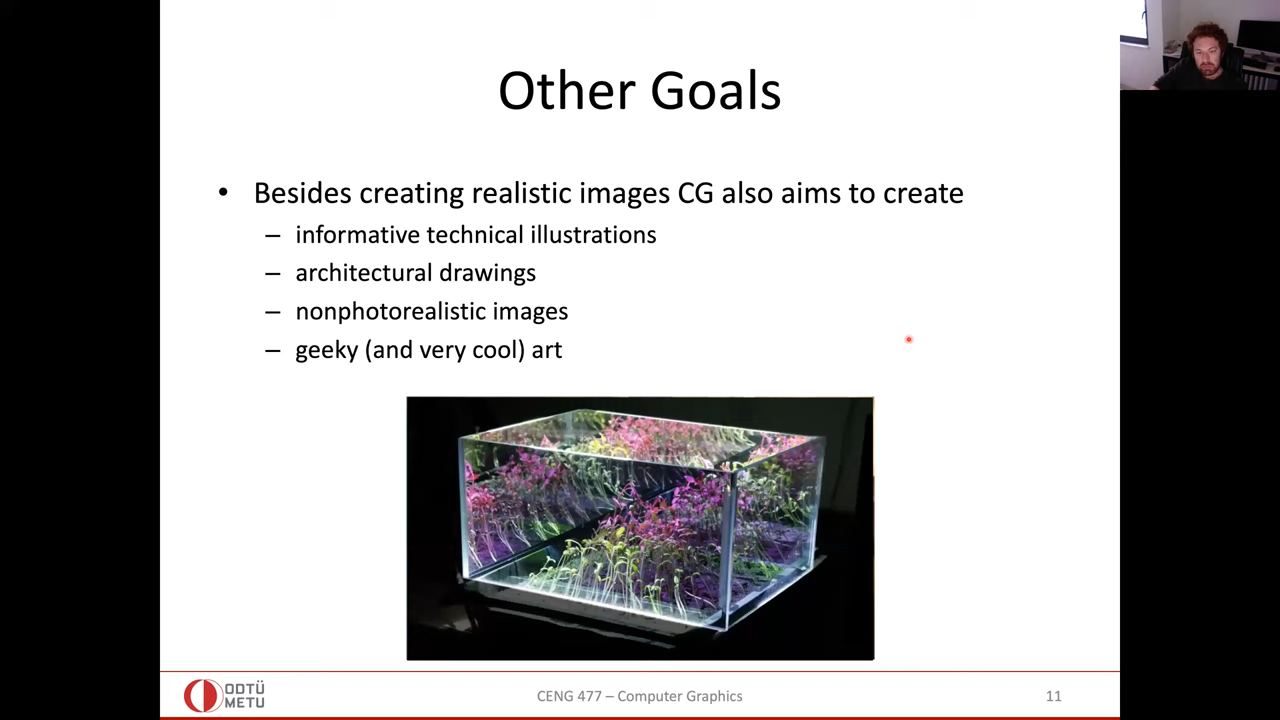 Other Goals
• Besides creating realistic images CG also aims to create
– informative technical illustrations
– architectural drawings
– nonphotorealistic images
– geeky (and very cool) art
ODTÜ
METU
CENG 477 – Computer Graphics
11